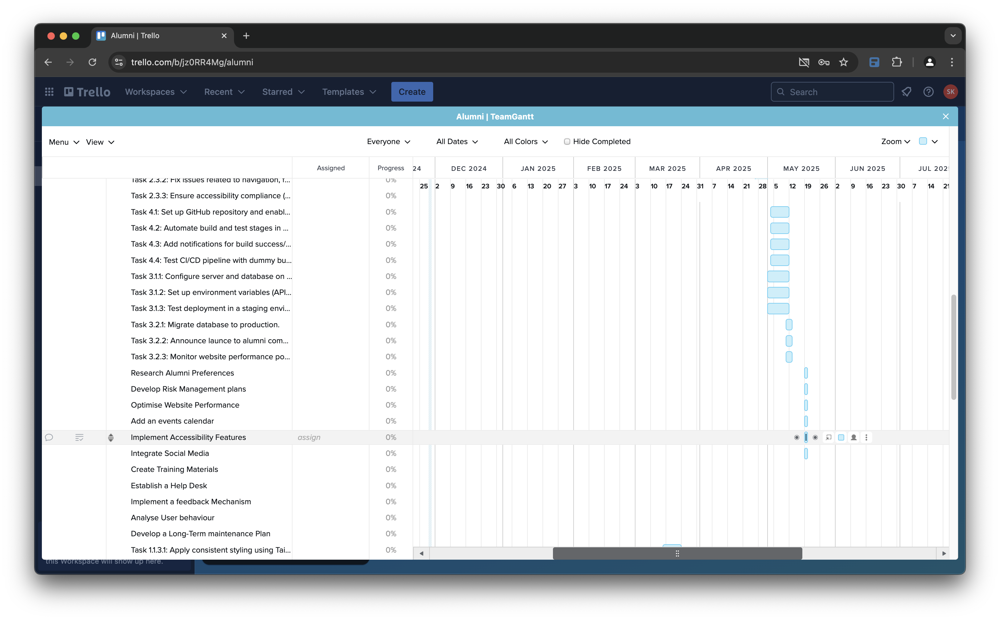 Alumni | Trello
trello.com/b/jz0RR4Mg/alumni
Trello Workspaces Recent Starred Templates Create Search SK
Alumni | TeamGantt
Menu View Everyone All Dates All Colors Hide Completed Zoom
Assigned Progress 24 DEC 2024 JAN 2025 FEB 2025 MAR 2025 APR 2025 MAY 2025 JUN 2025 JUL 202
25 2 9 16 23 30 6 13 20 27 3 10 17 24 3 10 17 24 31 7 14 21 28 5 12 19 26 2 9 16 23 30 7 14 21
Task 2.3.2: Fix issues related to navigation, f... 0%
Task 2.3.3: Ensure accessibility compliance (... 0%
Task 4.1: Set up GitHub repository and enabl... 0%
Task 4.2: Automate build and test stages in ... 0%
Task 4.3: Add notifications for build success/... 0%
Task 4.4: Test CI/CD pipeline with dummy bu... 0%
Task 3.1.1: Configure server and database on ... 0%
Task 3.1.2: Set up environment variables (API... 0%
Task 3.1.3: Test deployment in a staging envi... 0%
Task 3.2.1: Migrate database to production. 0%
Task 3.2.2: Announce launce to alumni com... 0%
Task 3.2.3: Monitor website performance po... 0%
Research Alumni Preferences 0%
Develop Risk Management plans 0%
Optimise Website Performance 0%
Add an events calendar 0%
Implement Accessibility Features assign 0%
Integrate Social Media 0%
Create Training Materials 0%
Establish a Help Desk 0%
Implement a feedback Mechanism 0%
Analyse User behaviour 0%
Develop a Long-Term maintenance Plan 0%
Task 1.1.3.1: Apply consistent styling using Tai... 0%
this Workspace will show up here.